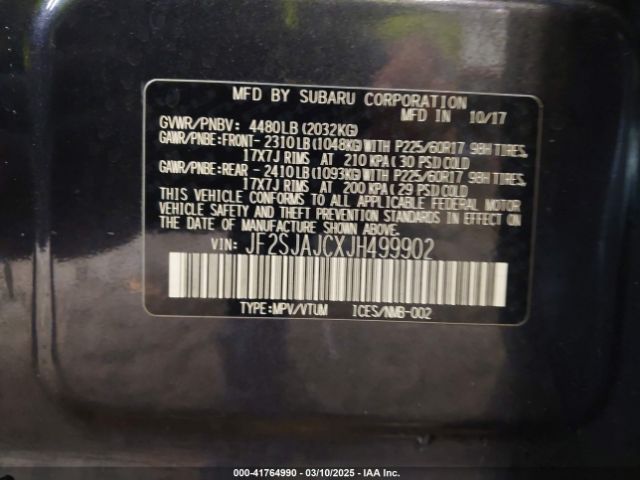 MFD BY SUBARU CORPORATION
MFD IN 10/17
GVWR/PNBV: 4480LB (2032KG)
GAWR/PNBE:FRONT- 2310LB (1048KG) WITH P225/60R17 98H TIRES,
17X7J RIMS AT 210 KPA (30 PSI) COLD
GAWR/PNBE:REAR - 2410LB (1093KG) WITH P225/60R17 98H TIRES,
17X7J RIMS AT 200 KPA (29 PSI) COLD
THIS VEHICLE CONFORMS TO ALL APPLICABLE FEDERAL MOTOR
VEHICLE SAFETY AND THEFT PREVENTION STANDARDS IN EFFECT ON
THE DATE OF MANUFACTURE SHOWN ABOVE.
VIN: JF2SJAJCXJH499902
TYPE:MPV/VTUM ICES/NMB-002
000-41764990 - 03/10/2025 - IAA Inc.